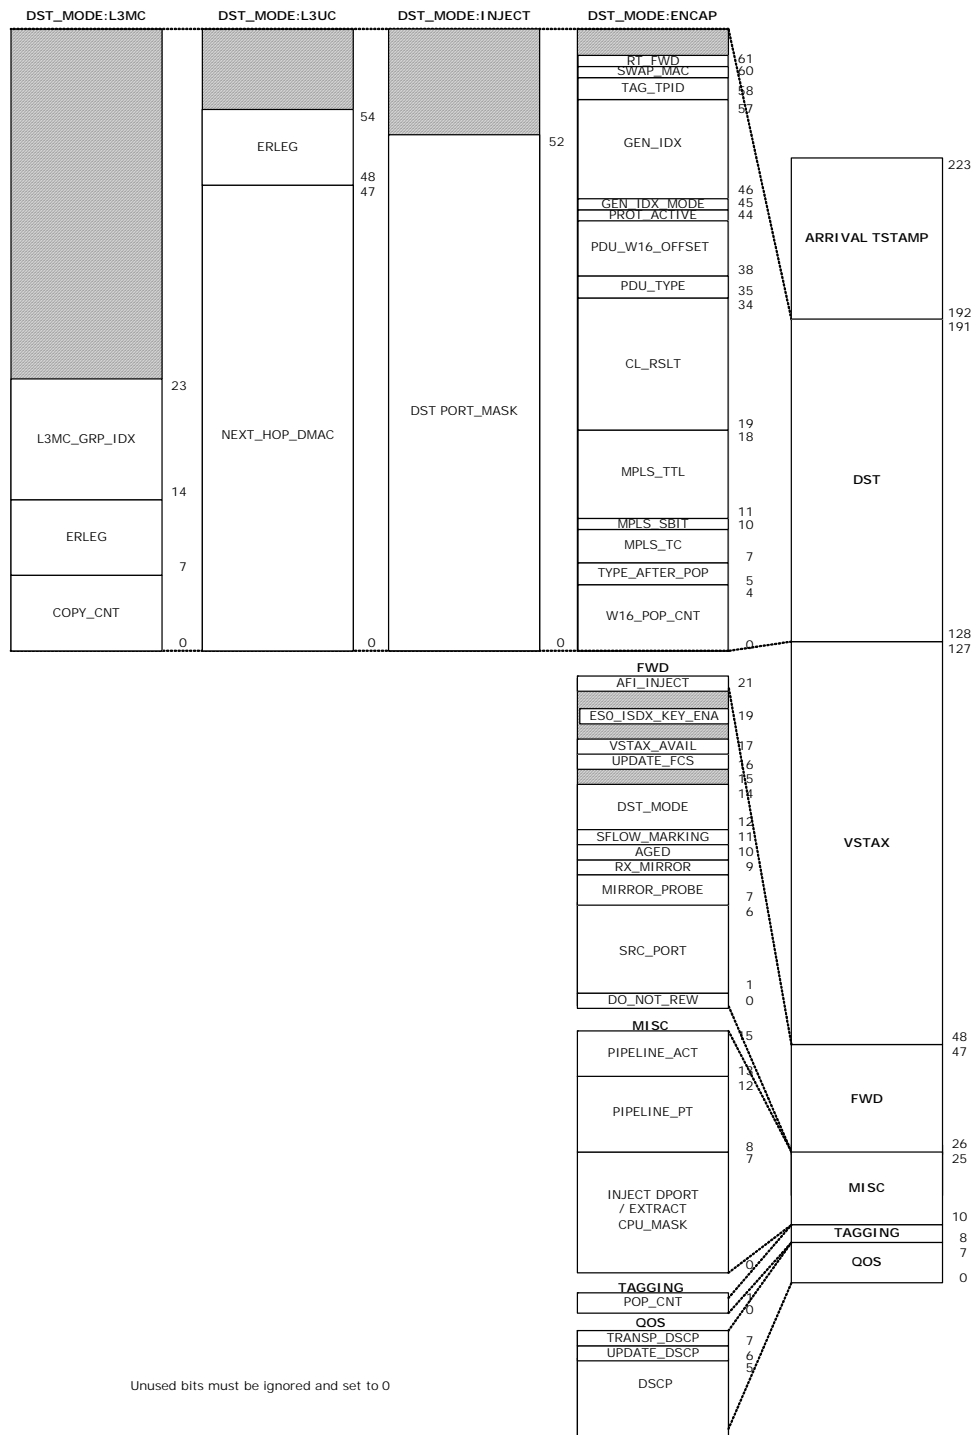 DST_MODE:L3MC
DST_MODE:L3UC
DST_MODE:INJECT
DST_MODE:ENCAP
23
L3MC_GRP_IDX
14
ERLEG
7
COPY_CNT
0
54
ERLEG
48
47
NEXT_HOP_DMAC
0
52
DST PORT_MASK
0
RT_FWD
61
SWAP_MAC
60
TAG_TPID
58
57
GEN_IDX
46
GEN_IDX_MODE
45
PROT_ACTIVE
44
PDU_W16_OFFSET
38
PDU_TYPE
35
34
CL_RSLT
19
18
MPLS_TTL
11
MPLS_SBIT
10
MPLS_TC
7
TYPE_AFTER_POP
5
4
W16_POP_CNT
0
FWD
AFI_INJECT
21
ES0_ISDX_KEY_ENA
19
VSTAX_AVAIL
17
UPDATE_FCS
16
15
14
DST_MODE
12
SFLOW_MARKING
11
AGED
10
RX_MIRROR
9
MIRROR_PROBE
7
6
SRC_PORT
1
DO_NOT_REW
0
MISC
15
PIPELINE_ACT
13
12
PIPELINE_PT
8
7
INJECT DPORT
/ EXTRACT
CPU_MASK
0
TAGGING
POP_CNT
1
0
QOS
TRANSP_DSCP
7
UPDATE_DSCP
6
5
DSCP
223
ARRIVAL TSTAMP
192
191
DST
128
127
VSTAX
48
47
FWD
26
25
MISC
10
TAGGING
8
7
QOS
0
Unused bits must be ignored and set to 0